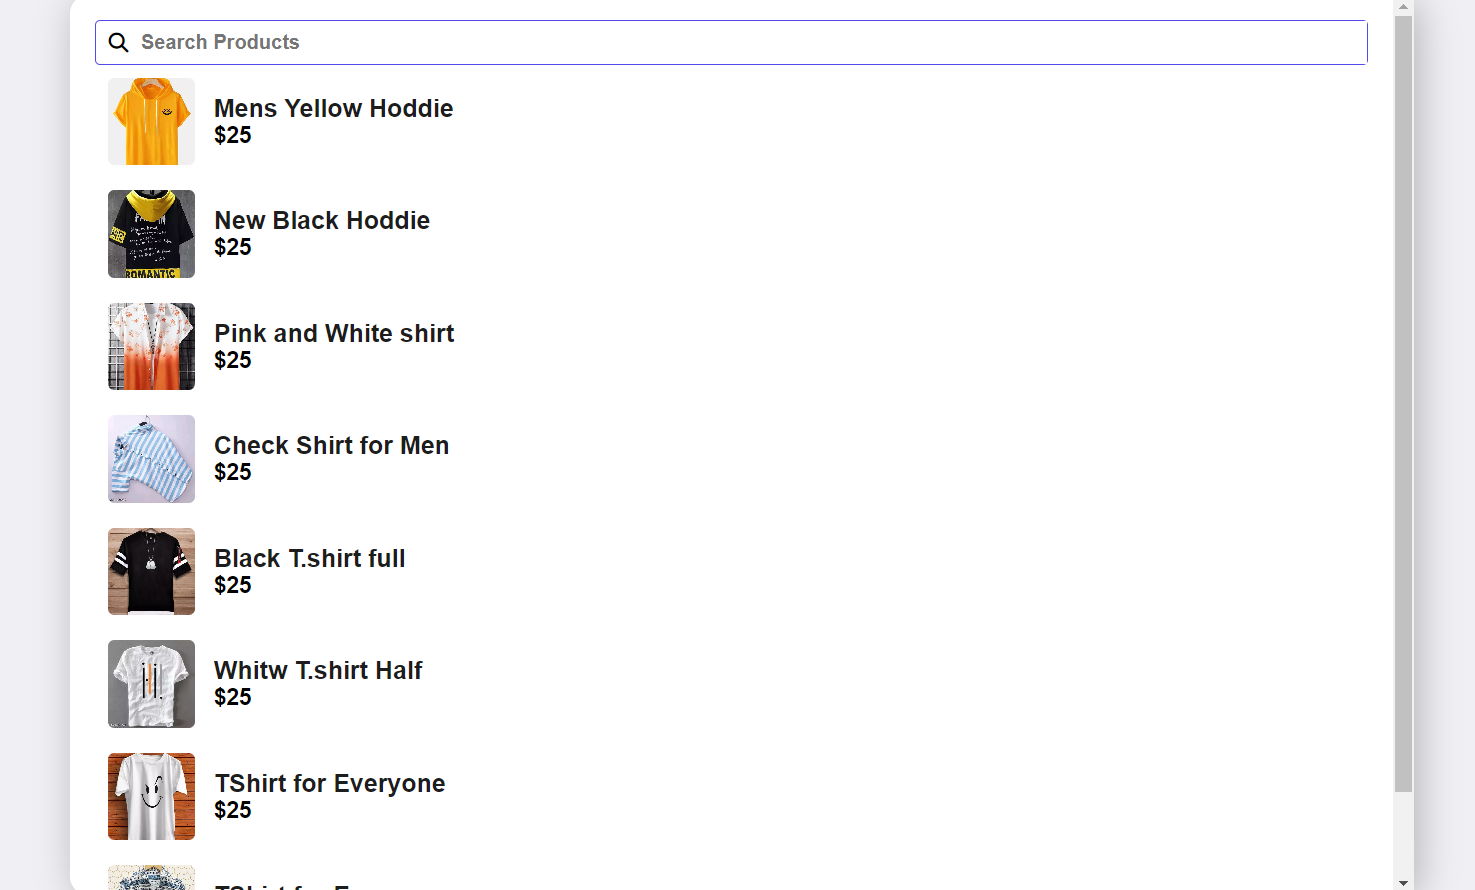 Search Products
Mens Yellow Hoddie
$25
New Black Hoddie
$25
ROMANTIC
Pink and White shirt
$25
Check Shirt for Men
$25
Black T.shirt full
$25
Whitw T.shirt Half
$25
TShirt for Everyone
$25